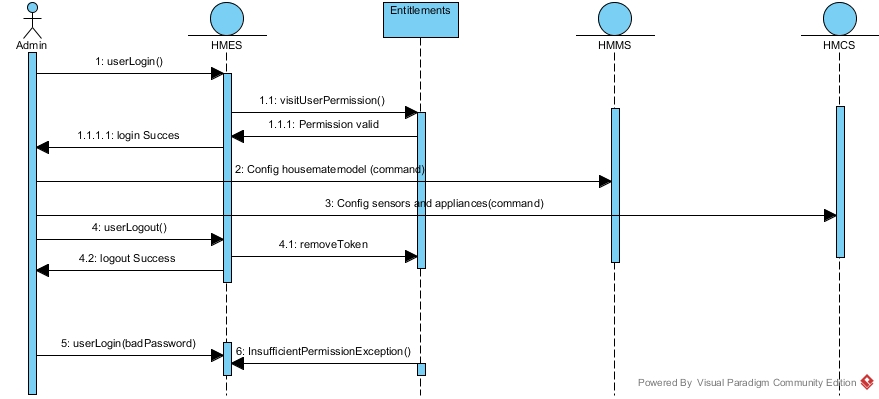 Admin
HMES
Entitlements
HMMS
HMCS
1: userLogin()
1.1: visitUserPermission()
1.1.1: Permission valid
1.1.1.1: login Succes
2: Config housematemodel (command)
3: Config sensors and appliances(command)
4: userLogout()
4.1: removeToken
4.2: logout Success
5: userLogin(badPassword)
6: InsufficientPermissionException()
Powered By Visual Paradigm Community Edition